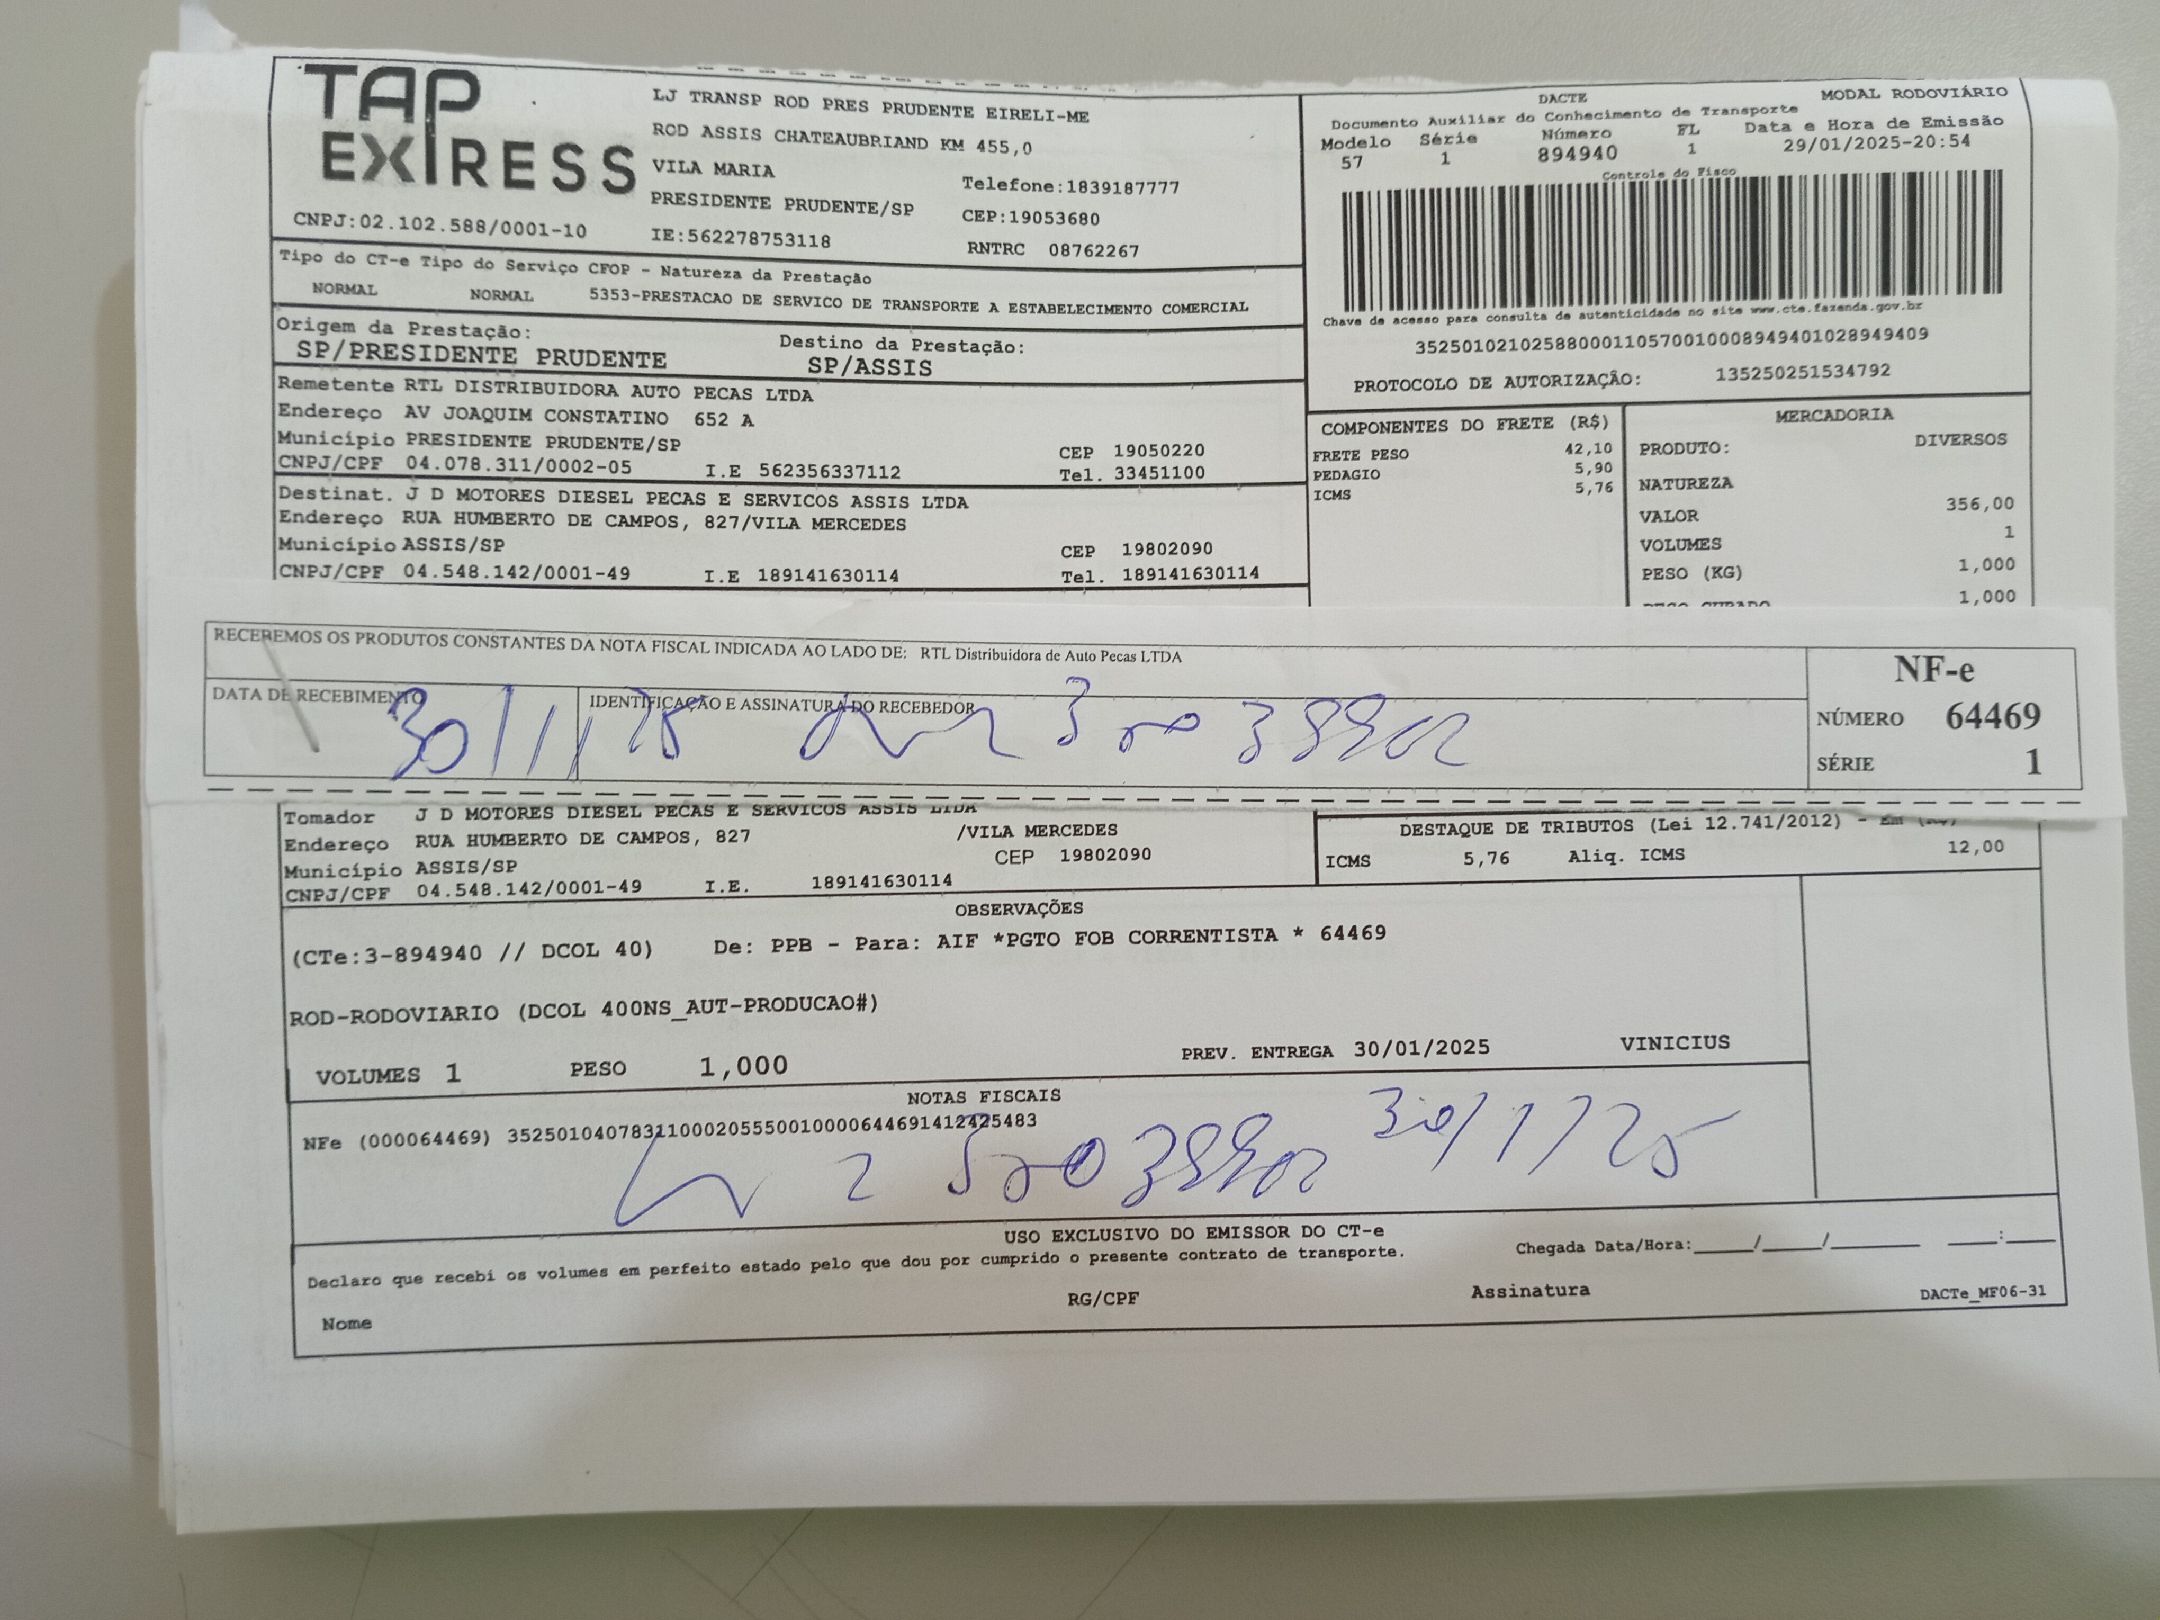 TAP
EXPRESS
LJ TRANSP ROD PRES PRUDENTE EIRELI-ME
ROD ASSIS CHATEAUBRIAND KM 455,0
VILA MARIA
Telefone:1839187777
PRESIDENTE PRUDENTE/SP
CEP:19053680
CNPJ:02.102.588/0001-10
IE:562278753118
RNTRC 08762267
DACTE
MODAL RODOVIÁRIO
Documento Auxiliar do Conhecimento de Transporte
Modelo Série Número FL Data e Hora de Emissão
57 1 894940 1 29/01/2025-20:54
Controle do Fisco
Chave de acesso para consulta de autenticidade no site www.cte.fazenda.gov.br
35250102102588000110570010008949401028949409
PROTOCOLO DE AUTORIZAÇÃO: 135250251534792
Tipo do CT-e Tipo do Serviço CFOP - Natureza da Prestação
NORMAL NORMAL 5353-PRESTACAO DE SERVICO DE TRANSPORTE A ESTABELECIMENTO COMERCIAL
Origem da Prestação: Destino da Prestação:
SP/PRESIDENTE PRUDENTE SP/ASSIS
Remetente RTL DISTRIBUIDORA AUTO PECAS LTDA
Endereço AV JOAQUIM CONSTATINO 652 A
Município PRESIDENTE PRUDENTE/SP CEP 19050220
CNPJ/CPF 04.078.311/0002-05 I.E 562356337112 Tel. 33451100
Destinat. J D MOTORES DIESEL PECAS E SERVICOS ASSIS LTDA
Endereço RUA HUMBERTO DE CAMPOS, 827/VILA MERCEDES
Município ASSIS/SP CEP 19802090
CNPJ/CPF 04.548.142/0001-49 I.E 189141630114 Tel. 189141630114
COMPONENTES DO FRETE (R$)
FRETE PESO 42,10
PEDAGIO 5,90
ICMS 5,76
MERCADORIA
PRODUTO: DIVERSOS
NATUREZA
VALOR 356,00
VOLUMES 1
PESO (KG) 1,000
1,000
RECEBEMOS OS PRODUTOS CONSTANTES DA NOTA FISCAL INDICADA AO LADO DE: RTL Distribuidora de Auto Pecas LTDA
DATA DE RECEBIMENTO
30/1/25
IDENTIFICAÇÃO E ASSINATURA DO RECEBEDOR
NF-e
NÚMERO 64469
SÉRIE 1
Tomador J D MOTORES DIESEL PECAS E SERVICOS ASSIS LTDA
Endereço RUA HUMBERTO DE CAMPOS, 827 /VILA MERCEDES
Município ASSIS/SP CEP 19802090
CNPJ/CPF 04.548.142/0001-49 I.E. 189141630114
DESTAQUE DE TRIBUTOS (Lei 12.741/2012) - Em
ICMS 5,76 Aliq. ICMS 12,00
OBSERVAÇÕES
(CTe:3-894940 // DCOL 40) De: PPB - Para: AIF *PGTO FOB CORRENTISTA * 64469
ROD-RODOVIARIO (DCOL 400NS_AUT-PRODUCAO#)
VOLUMES 1 PESO 1,000 PREV. ENTREGA 30/01/2025 VINICIUS
NOTAS FISCAIS
NFe (000064469) 35250104078311000205550010000644691412425483
30/1/25
USO EXCLUSIVO DO EMISSOR DO CT-e
Declaro que recebi os volumes em perfeito estado pelo que dou por cumprido o presente contrato de transporte.
Chegada Data/Hora:____/____/______ ___:___
Nome RG/CPF Assinatura DACTe_MF06-31